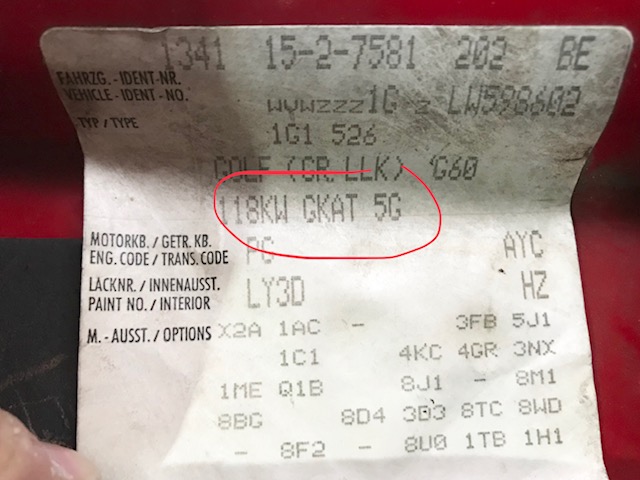 1341 15-2-7581 202 BE
FAHRZG.-IDENT-NR.
VEHICLE-IDENT-NO. WVWZZZ1G Z LW598602
TYP/TYPE 1G1 526
GOLF (GR.LLK) G60
118KW GKAT 5G
MOTORKB./GETR.KB.
ENG.CODE/TRANS.CODE PG AYC
LACKNR./INNENAUSST.
PAINT NO./INTERIOR LY3D HZ
M.-AUSST./OPTIONS X2A 1AC - 3FB 5J1
1C1 4KC 4GR 3NX
1ME Q1B 8J1 - 8M1
8BG 8D4 3D3 8TC 8WD
- 8F2 - 8U0 1TB 1H1